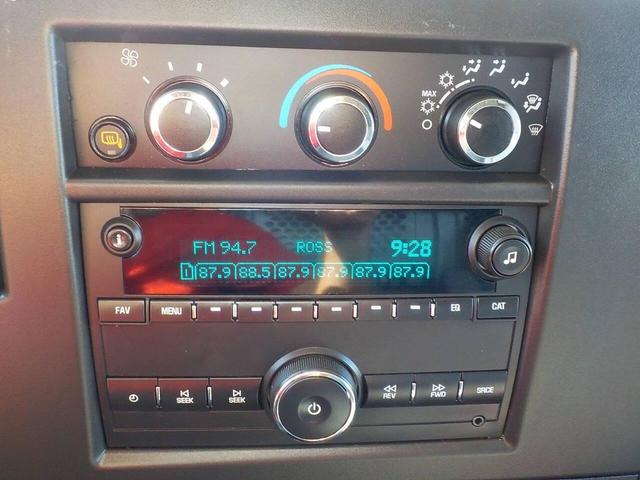 MAX
FM 94.7 ROSS 9:28
1 87.9 88.5 87.9 87.9 87.9 87.9
FAV MENU EQ CAT
SEEK SEEK REV FWD SRCE